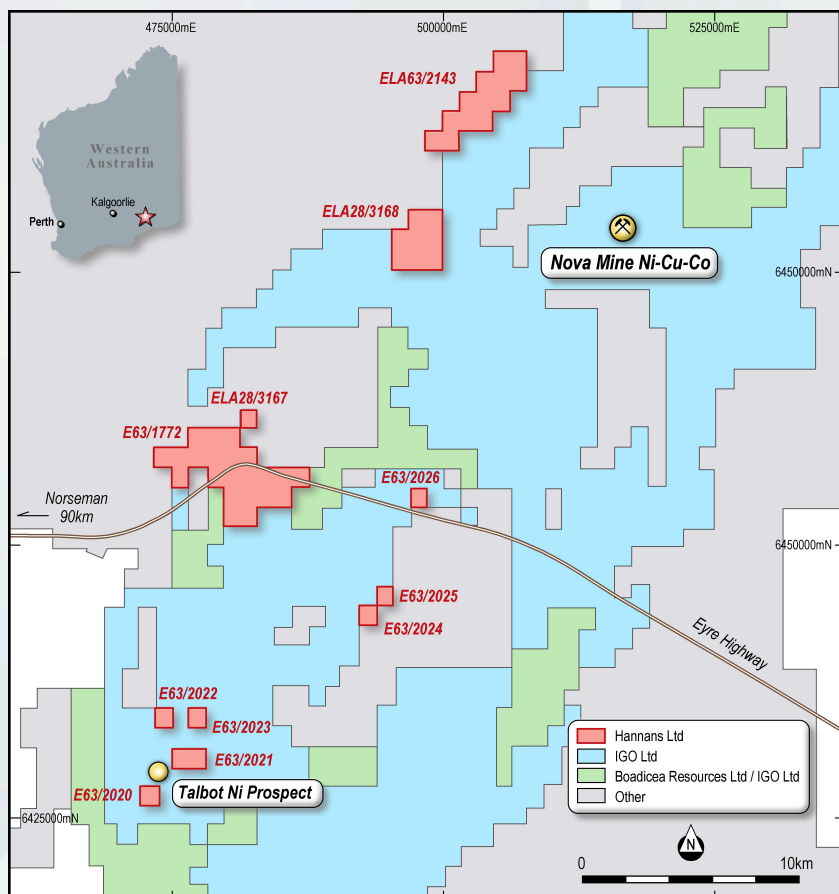 475000mE
500000mE
525000mE
ELA63/2143
Western
Australia
Kalgoorlie
Perth
ELA28/3168
Nova Mine Ni-Cu-Co
6450000mN
ELA28/3167
E63/1772
E63/2026
Norseman
90km
6450000mN
E63/2025
E63/2024
Eyre Highway
E63/2022
E63/2023
E63/2021
Talbot Ni Prospect
E63/2020
6425000mN
Hannans Ltd
IGO Ltd
Boadicea Resources Ltd / IGO Ltd
Other
N
0
10km